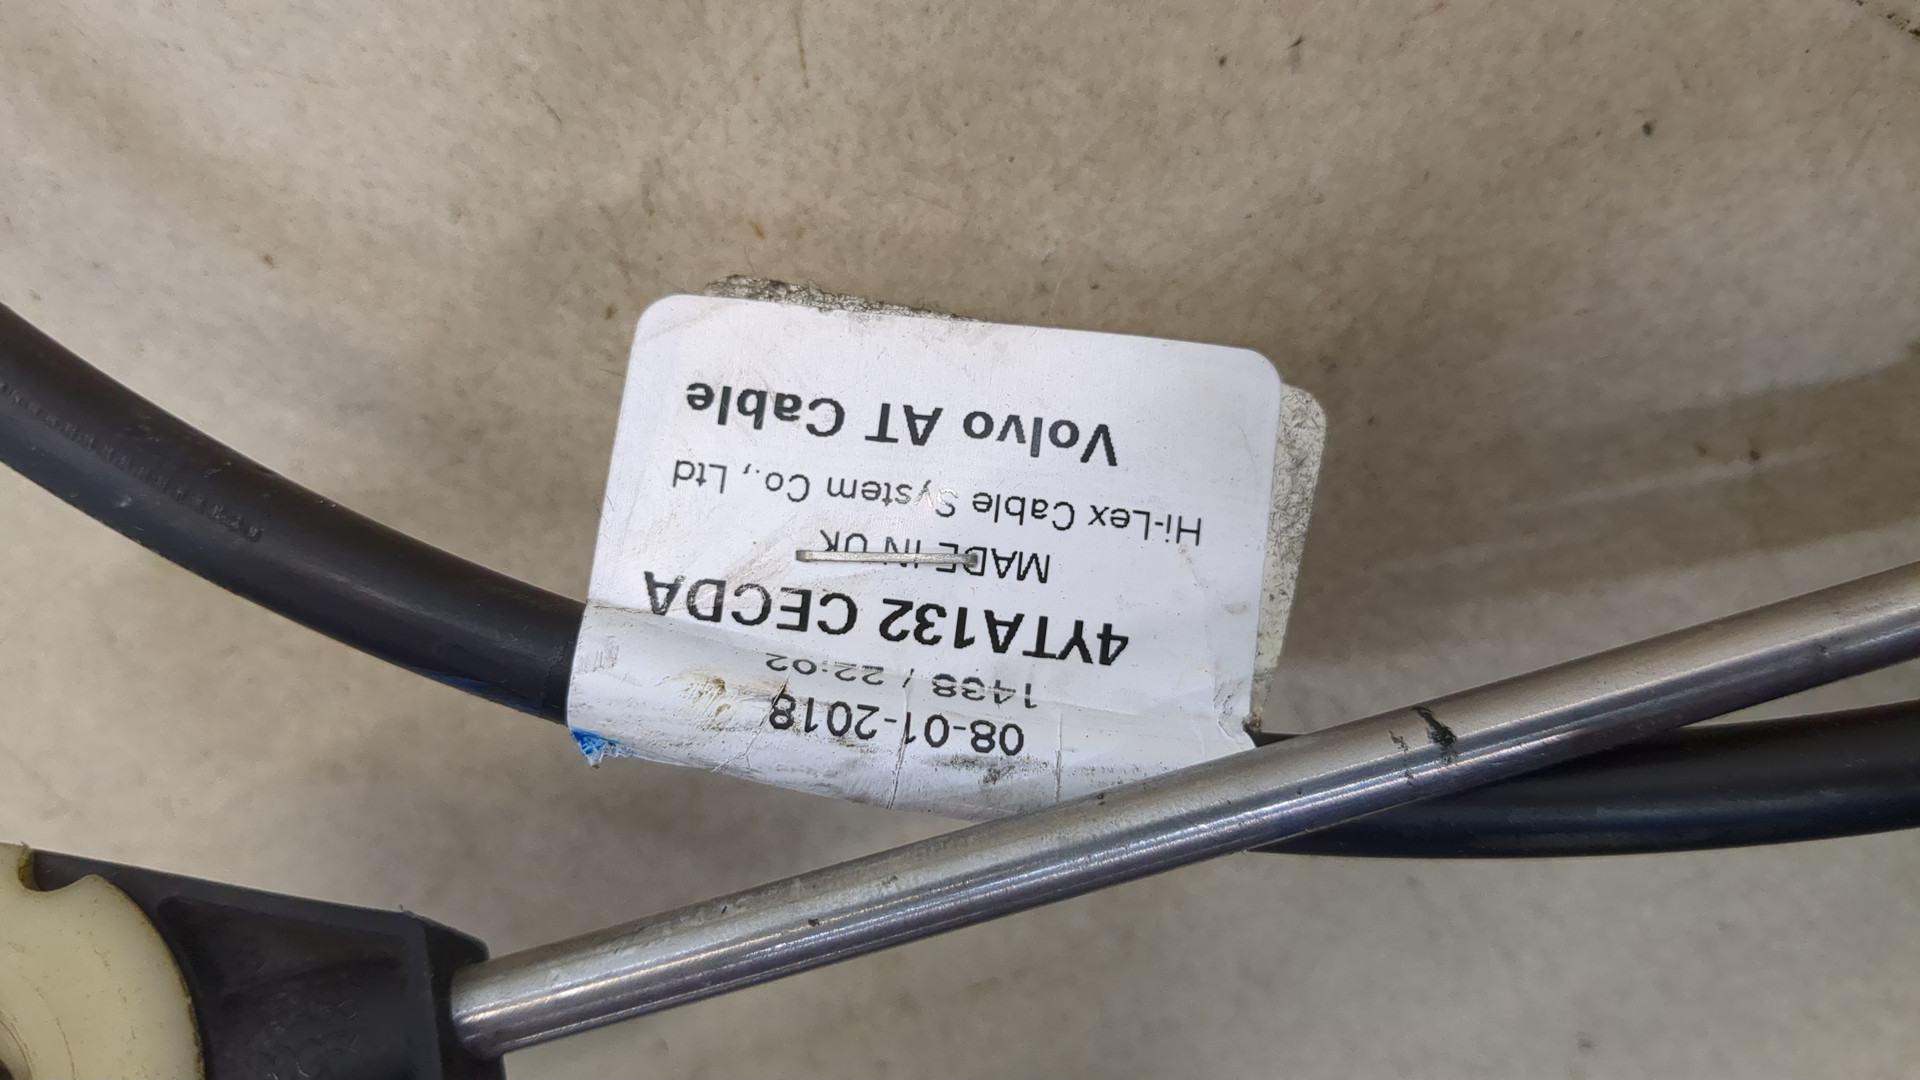 08-01-2018
1438 / 22:02
4YTA132 CECDA
MADE IN UK
Hi-Lex Cable System Co., Ltd
Volvo AT Cable